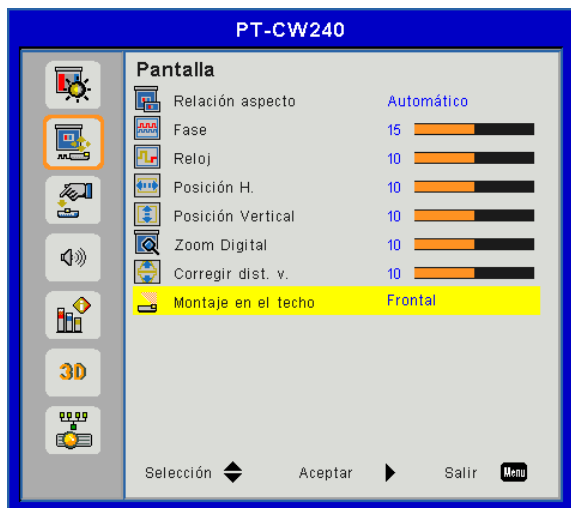 PT-CW240
Pantalla
Relación aspecto Automático
Fase 15
Reloj 10
Posición H. 10
Posición Vertical 10
Zoom Digital 10
Corregir dist. v. 10
Montaje en el techo Frontal
3D
Selección Aceptar Salir Menu